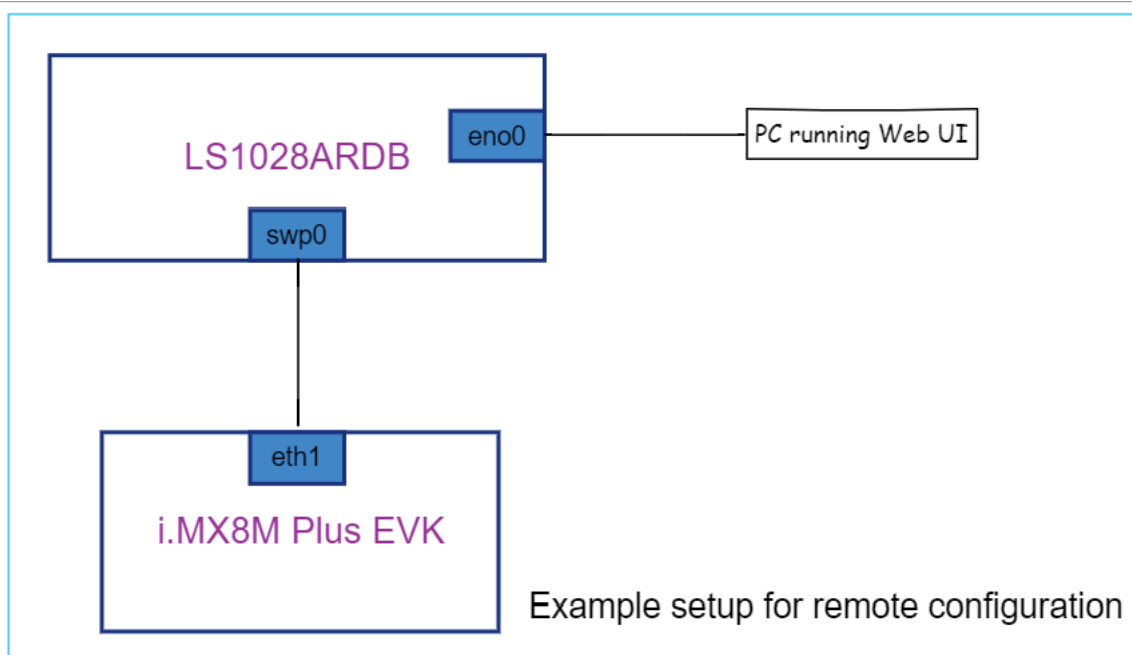 eno0
PC running Web UI
LS1028ARDB
swp0
eth1
i.MX8M Plus EVK
Example setup for remote configuration